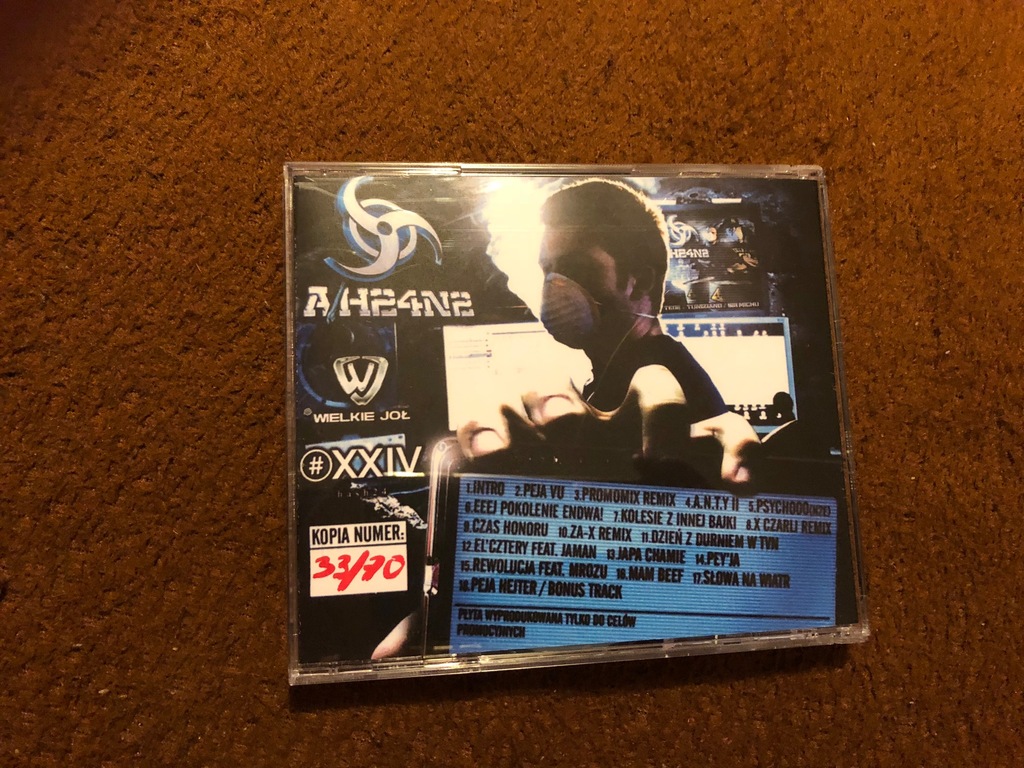 AH24N2
WIELKIE JOŁ
#XXIV
hash24
KOPIA NUMER:
33/70
H24N2
1.INTRO 2.PEJA VU 3.PROMOMIX REMIX 4.A.N.T.Y II 5.PSYCHOOO
6.EEEJ POKOLENIE ENDWA! 7.KOLESIE Z INNEJ BAJKI 8.X CZARLI REMIX
9.CZAS HONORU 10.ZA-X REMIX 11.DZIEŃ Z DURNIEM W TVN
12.EL'CZTERY FEAT. JAMAN 13.JAPA CHAMIE 14.PEY'JA
15.REWOLUCJA FEAT. MROZU 16.MAM BEEF 17.SŁOWA NA WIATR
18.PEJA HEJTER / BONUS TRACK
PŁYTA WYPRODUKOWANA TYLKO DO CELÓW
PROMOCYJNYCH